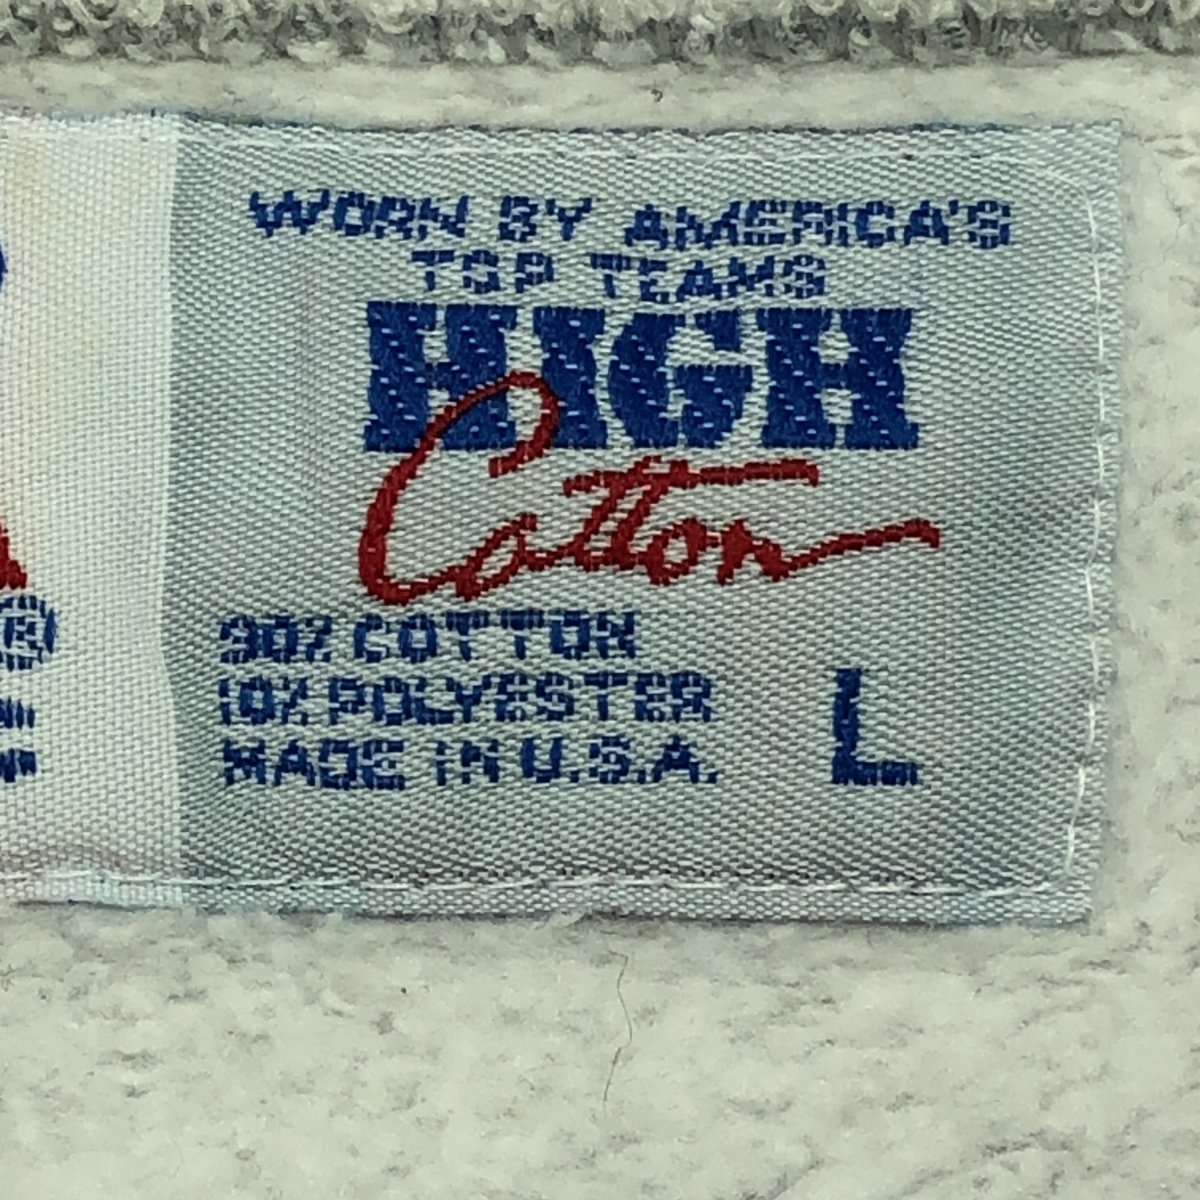 WORN BY AMERICA'S
TOP TEAMS
HIGH
Cotton
90% COTTON
10% POLYESTER
MADE IN U.S.A.
L
®